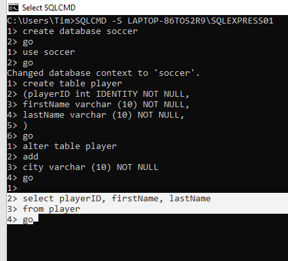 Select SQLCMD
C:\Users\Tim>SQLCMD -S LAPTOP-86TO52R9\SQLEXPRESS01
1> create database soccer
2> go
1> use soccer
2> go
Changed database context to 'soccer'.
1> create table player
2> (playerID int IDENTITY NOT NULL,
3> firstName varchar (10) NOT NULL,
4> lastName varchar (10) NOT NULL,
5> )
6> go
1> alter table player
2> add
3> city varchar (10) NOT NULL
4> go
1>
2> select playerID, firstName, lastName
3> from player
4> go